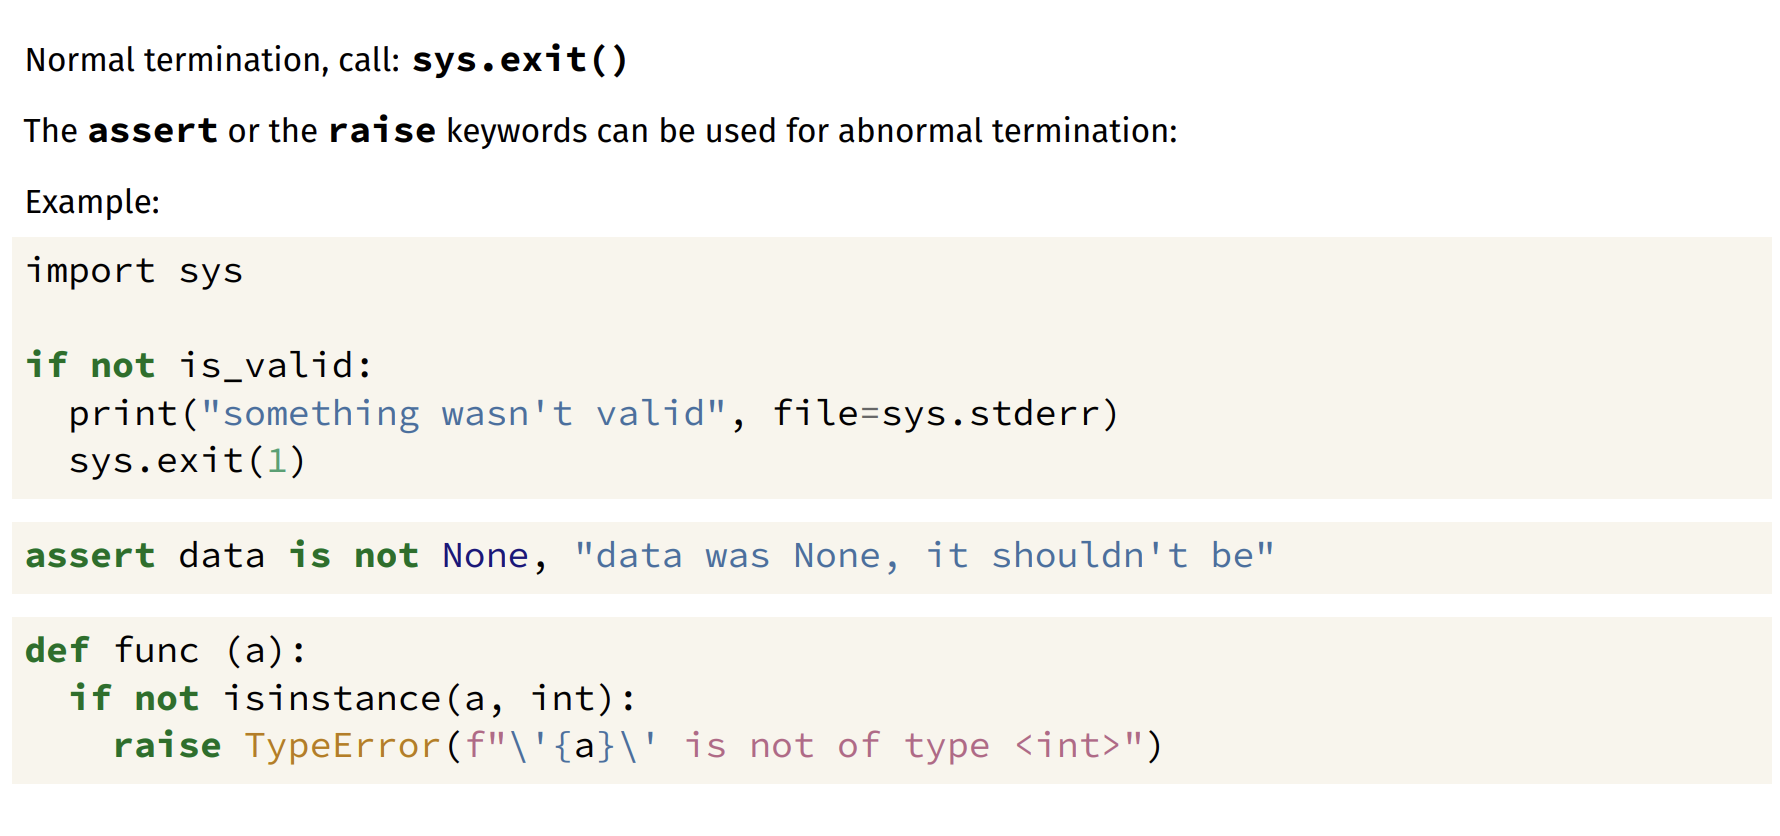 Normal termination, call: sys.exit()
The assert or the raise keywords can be used for abnormal termination:
Example:
import sys
if not is_valid:
  print("something wasn't valid", file=sys.stderr)
  sys.exit(1)
assert data is not None, "data was None, it shouldn't be"
def func (a):
  if not isinstance(a, int):
    raise TypeError(f"\'{a}\' is not of type <int>")